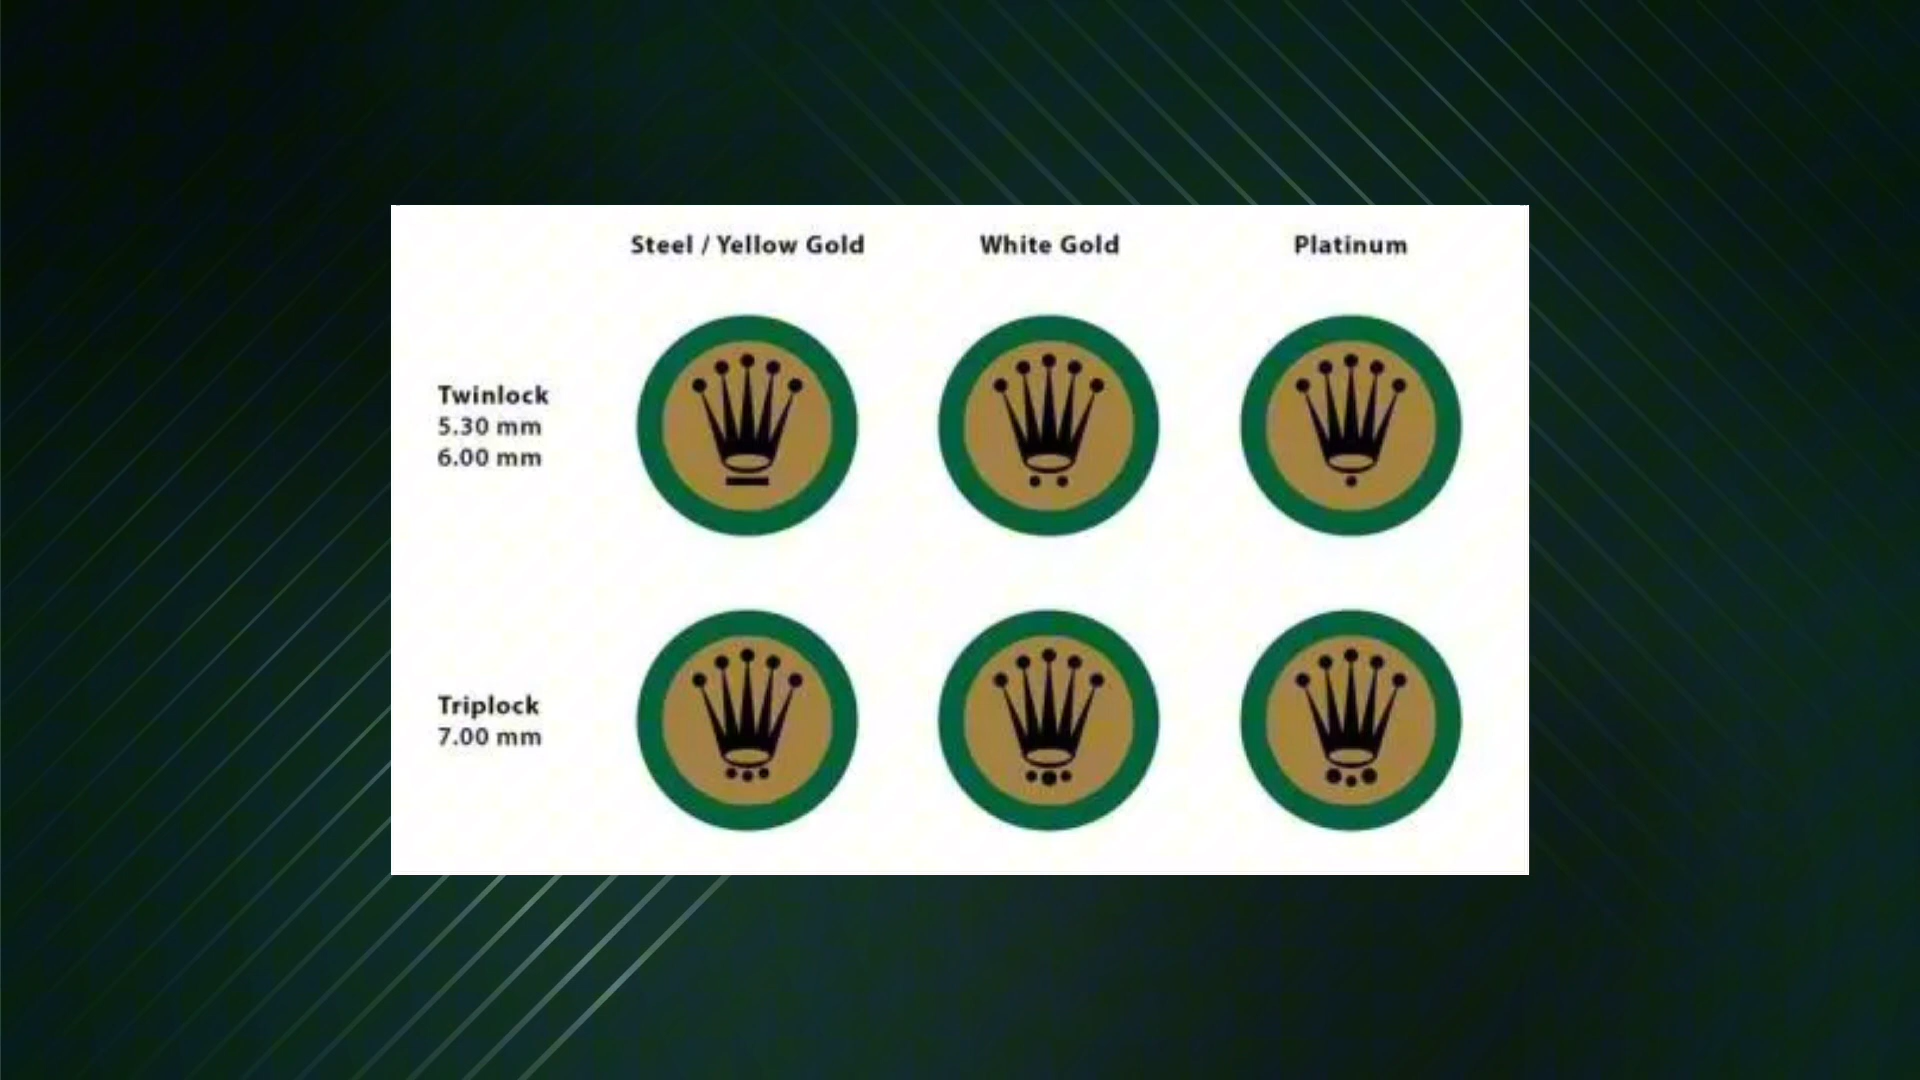 Steel / Yellow Gold
White Gold
Platinum
Twinlock
5.30 mm
6.00 mm
Triplock
7.00 mm